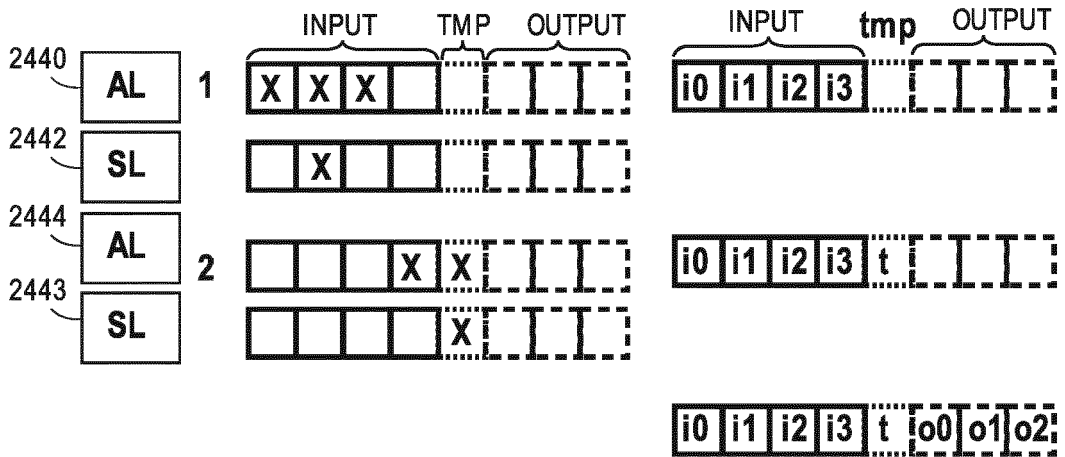 INPUT TMP OUTPUT INPUT tmp OUTPUT
2440 AL 1 X X X i0 i1 i2 i3
2442 SL X
2444 AL 2 X X i0 i1 i2 i3 t
2443 SL X
i0 i1 i2 i3 t o0 o1 o2